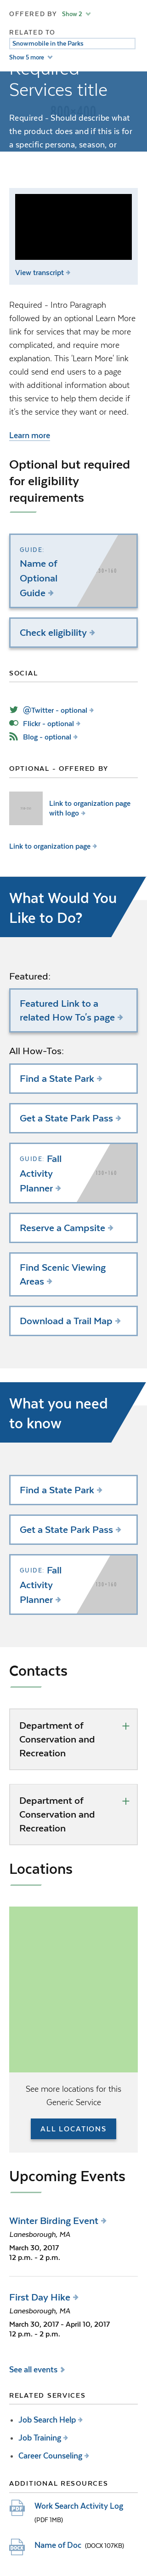 OFFERED BY Show 2
RELATED TO
Snowmobile in the Parks
Show 5 more
Required -
Services title
Required - Should describe what
the product does and if this is for
a specific persona, season, or
View transcript
Required - Intro Paragraph
followed by an optional Learn More
link for services that may be more
complicated, and require more
explanation. This 'Learn More' link
could send users to a page with
with additional information about
this service to help them decide if
it's the service they want or need.
Learn more
Optional but required
for eligibility
requirements
GUIDE:
Name of
Optional
Guide
Check eligibility
SOCIAL
@Twitter - optional
Flickr - optional
Blog - optional
OPTIONAL - OFFERED BY
Link to organization page
with logo
Link to organization page
What Would You
Like to Do?
Featured:
Featured Link to a
related How To's page
All How-Tos:
Find a State Park
Get a State Park Pass
GUIDE: Fall
Activity
Planner
Reserve a Campsite
Find Scenic Viewing
Areas
Download a Trail Map
What you need
to know
Find a State Park
Get a State Park Pass
GUIDE: Fall
Activity
Planner
Contacts
Department of
Conservation and
Recreation
Department of
Conservation and
Recreation
Locations
See more locations for this
Generic Service
ALL LOCATIONS
Upcoming Events
Winter Birding Event
Lanesborough, MA
March 30, 2017
12 p.m. - 2 p.m.
First Day Hike
Lanesborough, MA
March 30, 2017 - April 10, 2017
12 p.m. - 2 p.m.
See all events
RELATED SERVICES
Job Search Help
Job Training
Career Counseling
ADDITIONAL RESOURCES
Work Search Activity Log
(PDF 1MB)
Name of Doc (DOCX 107KB)